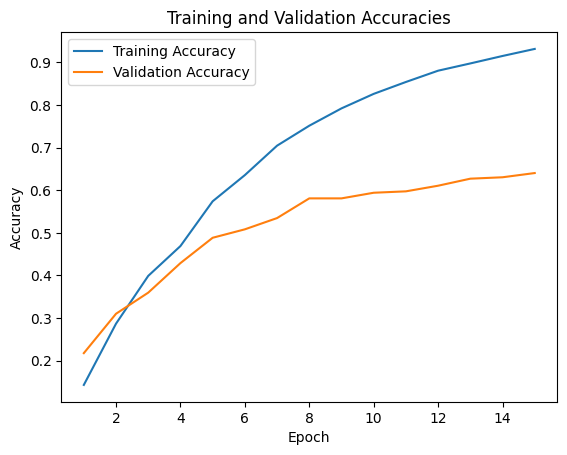 Training and Validation Accuracies
Training Accuracy
Validation Accuracy
Accuracy
0.9
0.8
0.7
0.6
0.5
0.4
0.3
0.2
2 4 6 8 10 12 14
Epoch